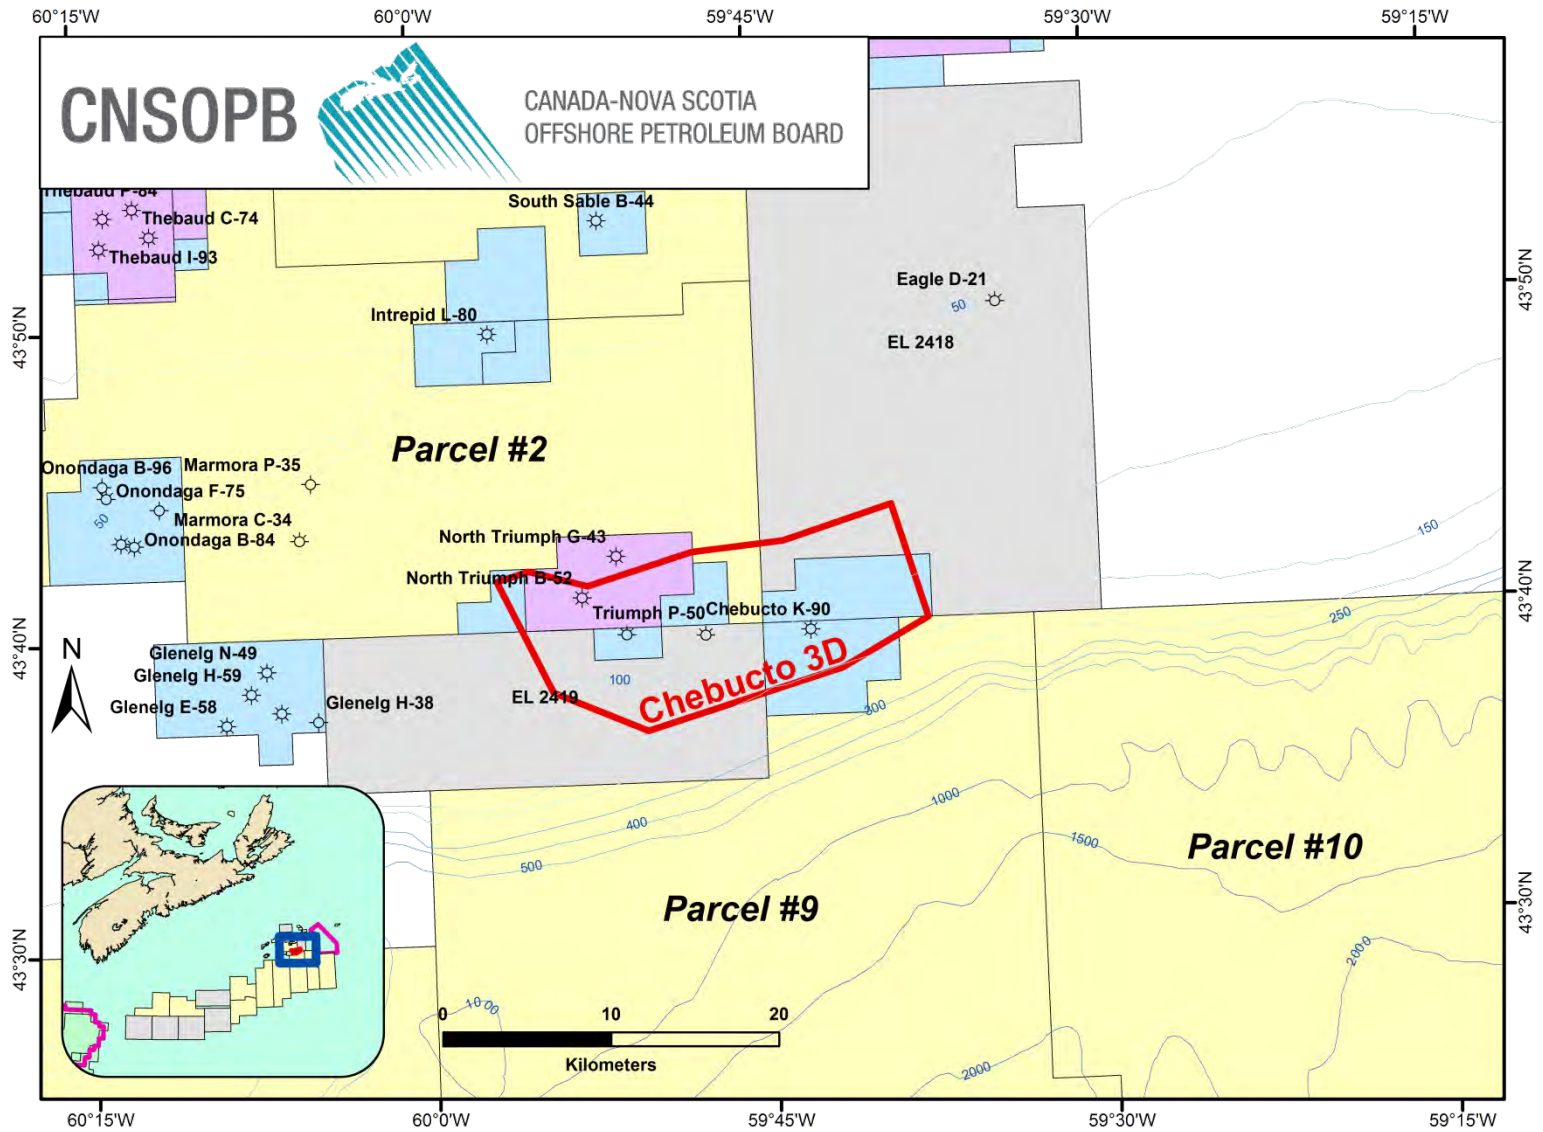 60°15'W 60°0'W 59°45'W 59°30'W 59°15'W
CNSOPB
CANADA-NOVA SCOTIA
OFFSHORE PETROLEUM BOARD
Thebaud P-84
South Sable B-44
Thebaud C-74
Thebaud I-93
Eagle D-21
50
43°50'N
43°50'N
Intrepid L-80
EL 2418
Parcel #2
Onondaga B-96
Marmora P-35
Onondaga F-75
50
Marmora C-34
Onondaga B-84
150
North Triumph G-43
North Triumph B-52
Triumph P-50
Chebucto K-90
250
43°40'N
43°40'N
N
Glenelg N-49
Glenelg H-59
Glenelg E-58
Glenelg H-38
EL 2419
100
Chebucto 3D
300
1000
400
500
1500
Parcel #10
Parcel #9
43°30'N
43°30'N
2000
1000
0 10 20
Kilometers
2000
60°15'W 60°0'W 59°45'W 59°30'W 59°15'W